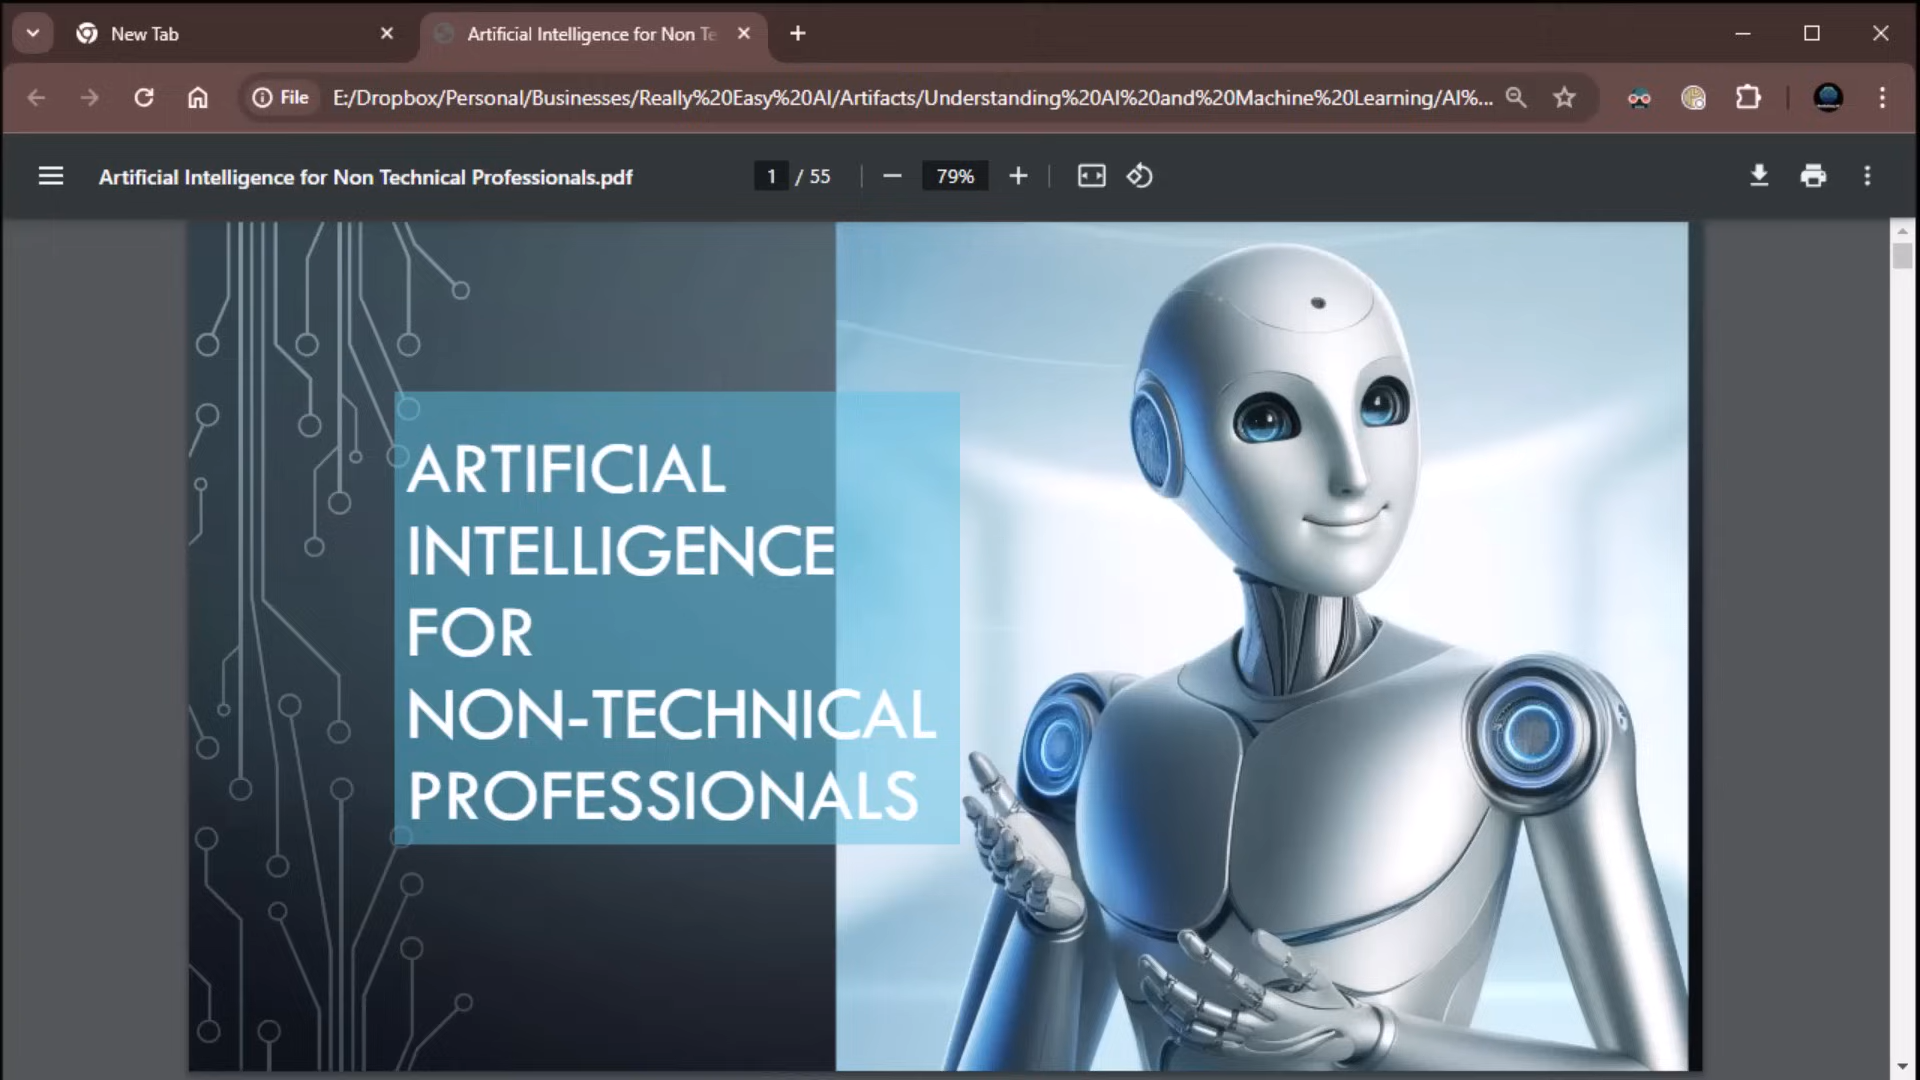 New Tab
Artificial Intelligence for Non Te
File
E:/Dropbox/Personal/Businesses/Really%20Easy%20AI/Artifacts/Understanding%20AI%20and%20Machine%20Learning/AI%...
Artificial Intelligence for Non Technical Professionals.pdf
1 / 55
79%
ARTIFICIAL
INTELLIGENCE
FOR
NON-TECHNICAL
PROFESSIONALS